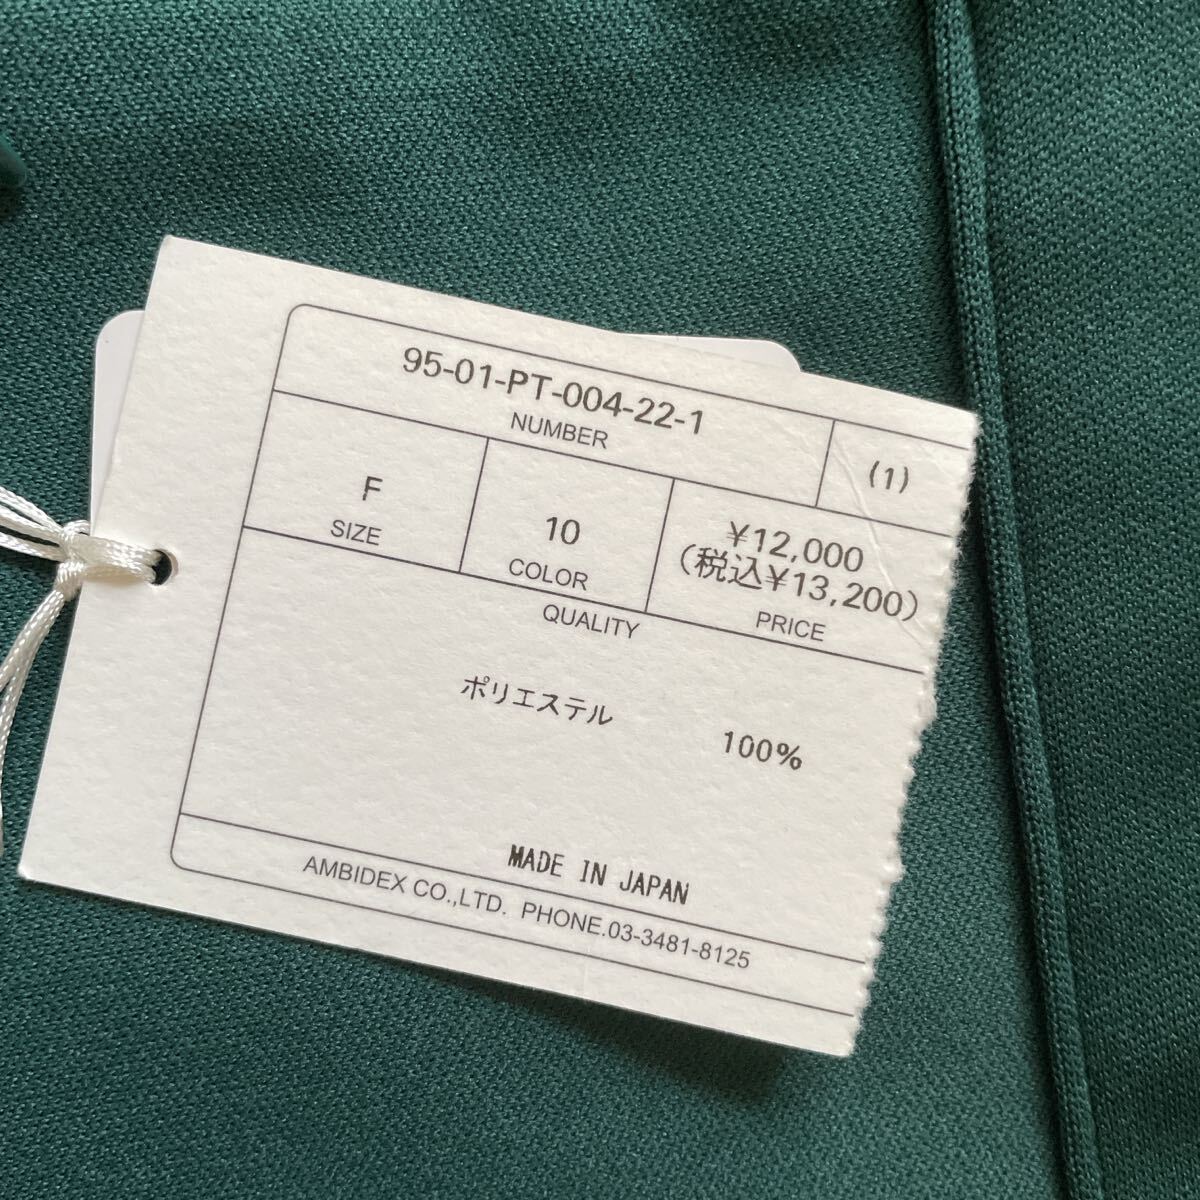 95-01-PT-004-22-1
NUMBER
(1)
F
SIZE
10
COLOR
¥12,000
(税込¥13,200)
PRICE
QUALITY
ポリエステル 100%
MADE IN JAPAN
AMBIDEX CO.,LTD. PHONE.03-3481-8125